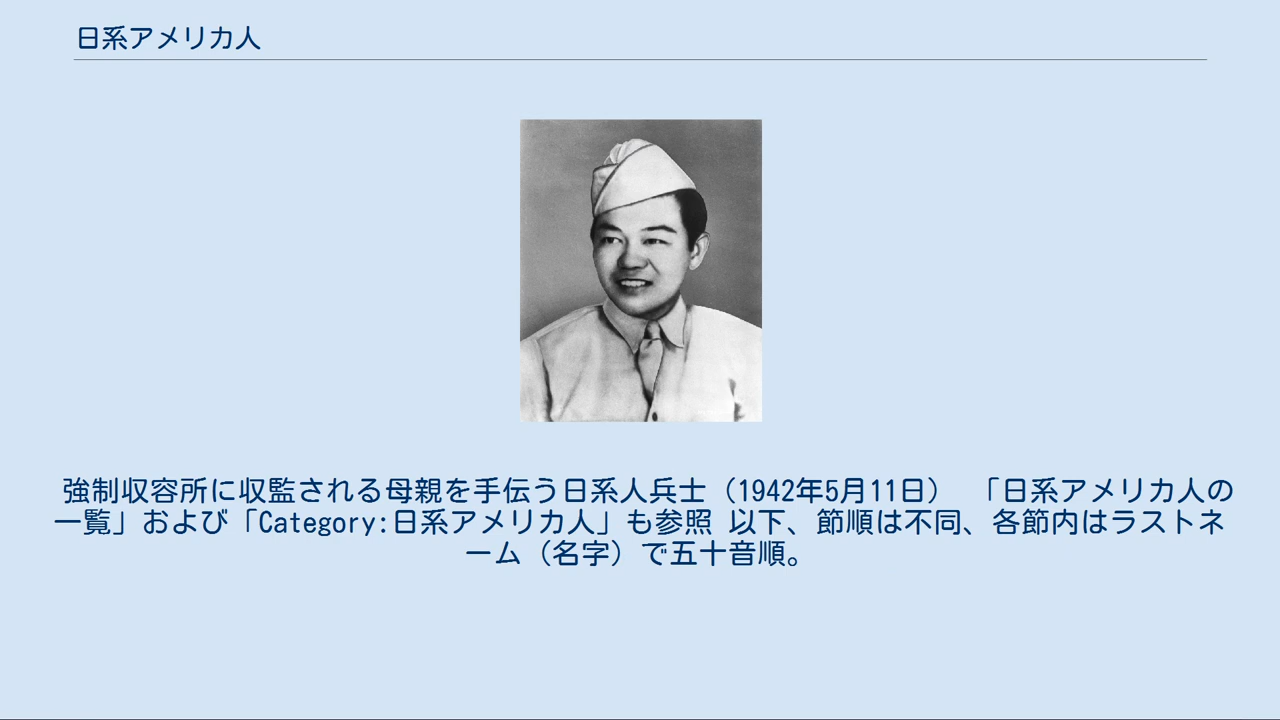 日系アメリカ人
強制収容所に収監される母親を手伝う日系人兵士（1942年5月11日）　「日系アメリカ人の
一覧」および「Category:日系アメリカ人」も参照 以下、節順は不同、各節内はラストネ
ーム（名字）で五十音順。